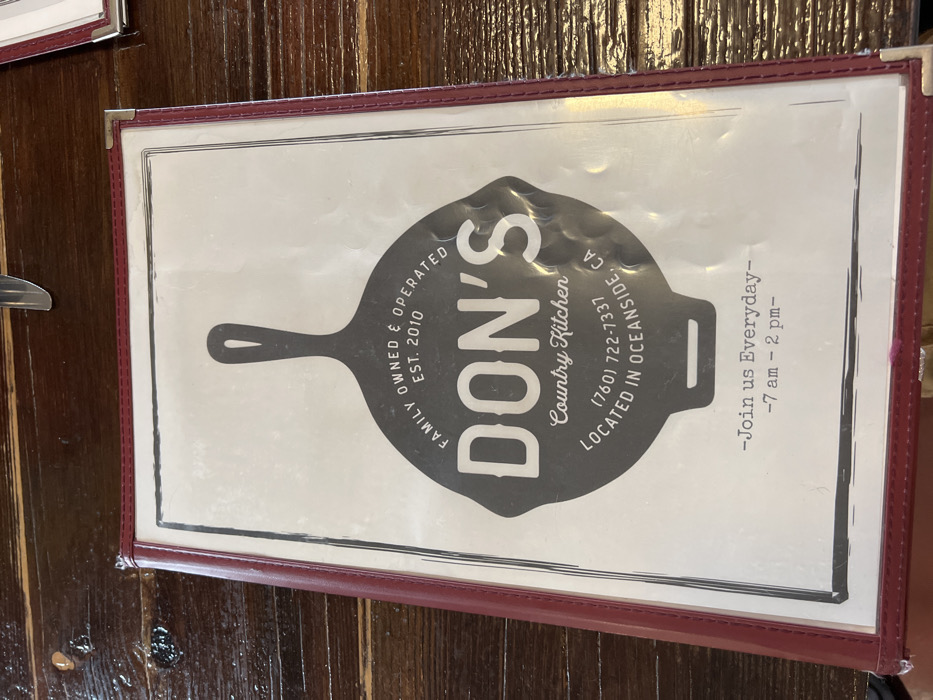 FAMILY OWNED & OPERATED
EST. 2010
DON'S
Country Kitchen
(760) 722-7337
LOCATED IN OCEANSIDE, CA
-Join us Everyday-
-7 am - 2 pm-